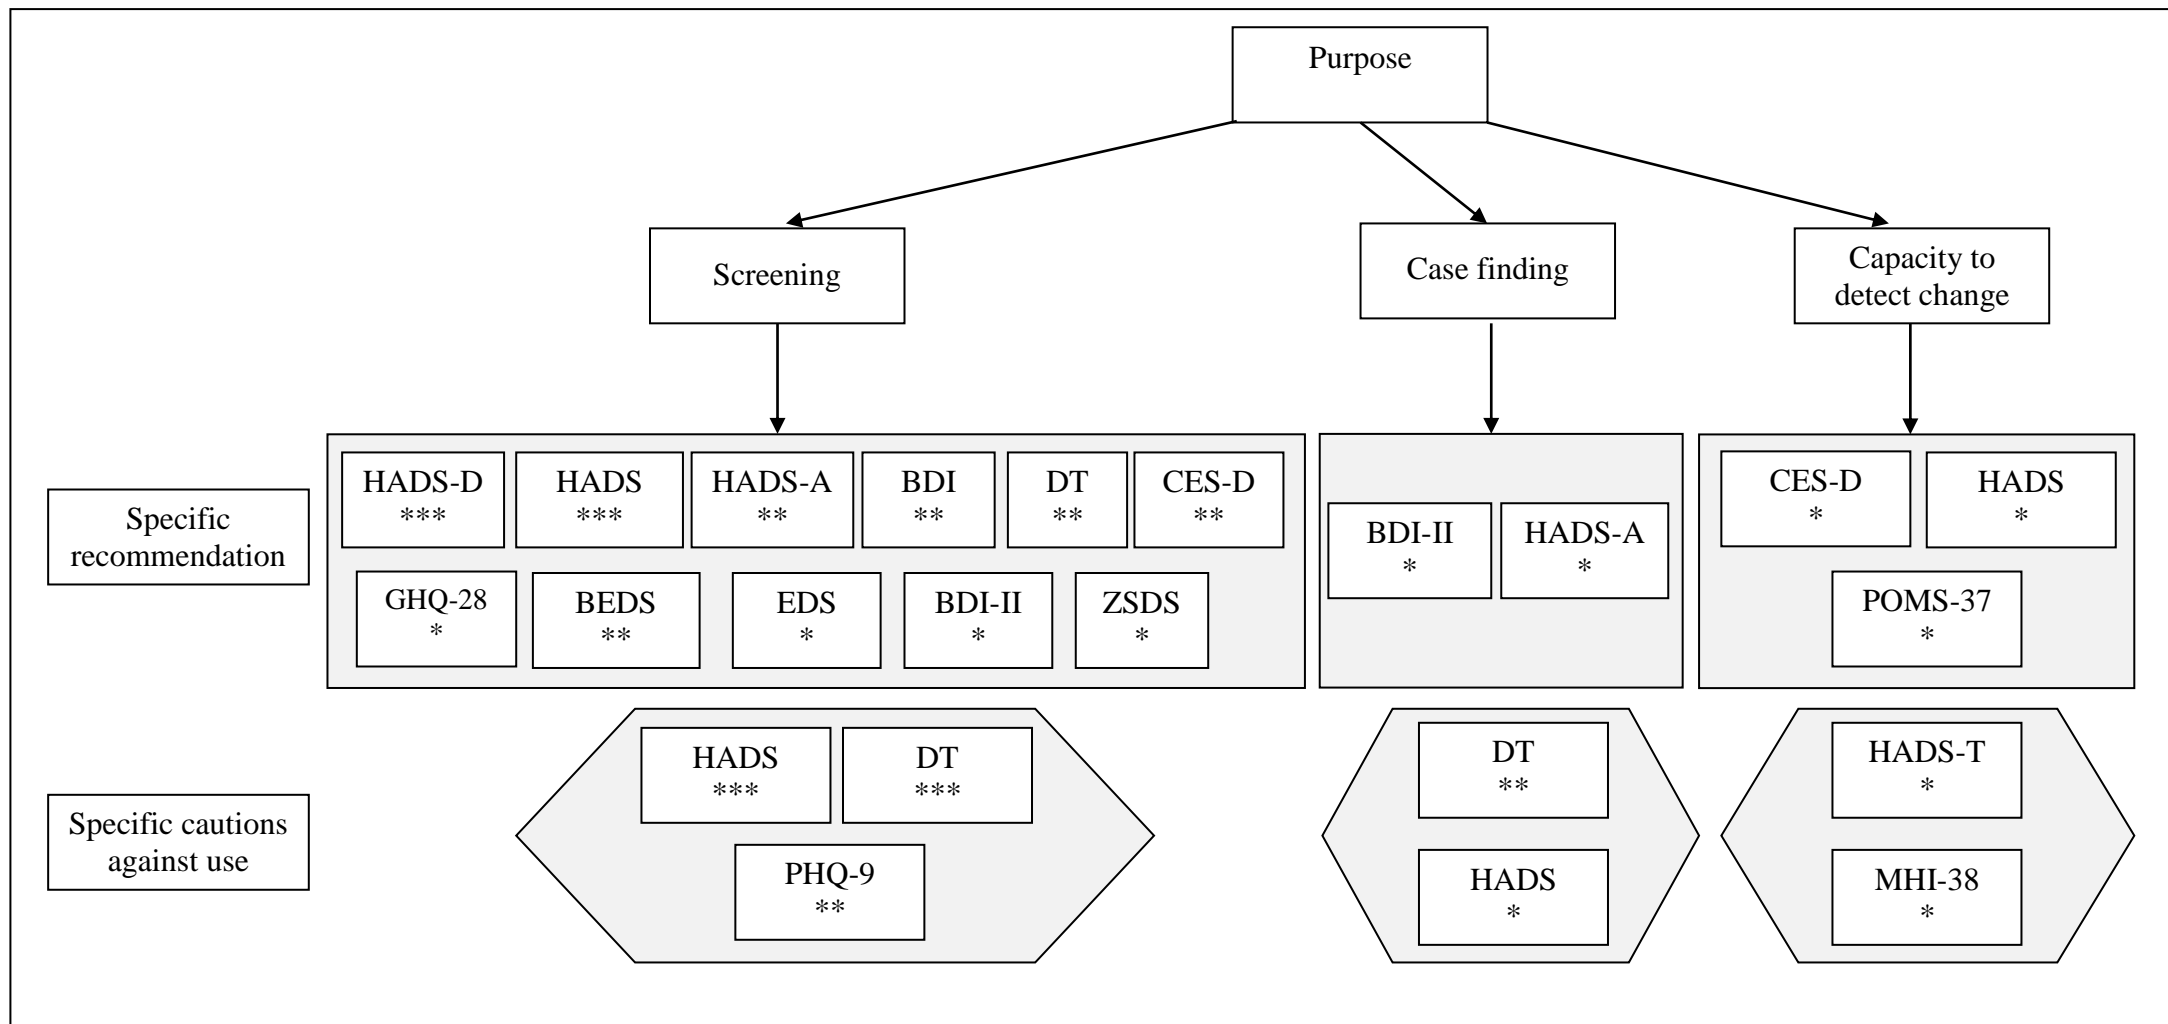 Purpose
Screening
Case finding
Capacity to
detect change
Specific
recommendation
HADS-D
***
HADS
***
HADS-A
**
BDI
**
DT
**
CES-D
**
GHQ-28
*
BEDS
**
EDS
*
BDI-II
*
ZSDS
*
BDI-II
*
HADS-A
*
CES-D
*
HADS
*
POMS-37
*
Specific cautions
against use
HADS
***
DT
***
PHQ-9
**
DT
**
HADS
*
HADS-T
*
MHI-38
*